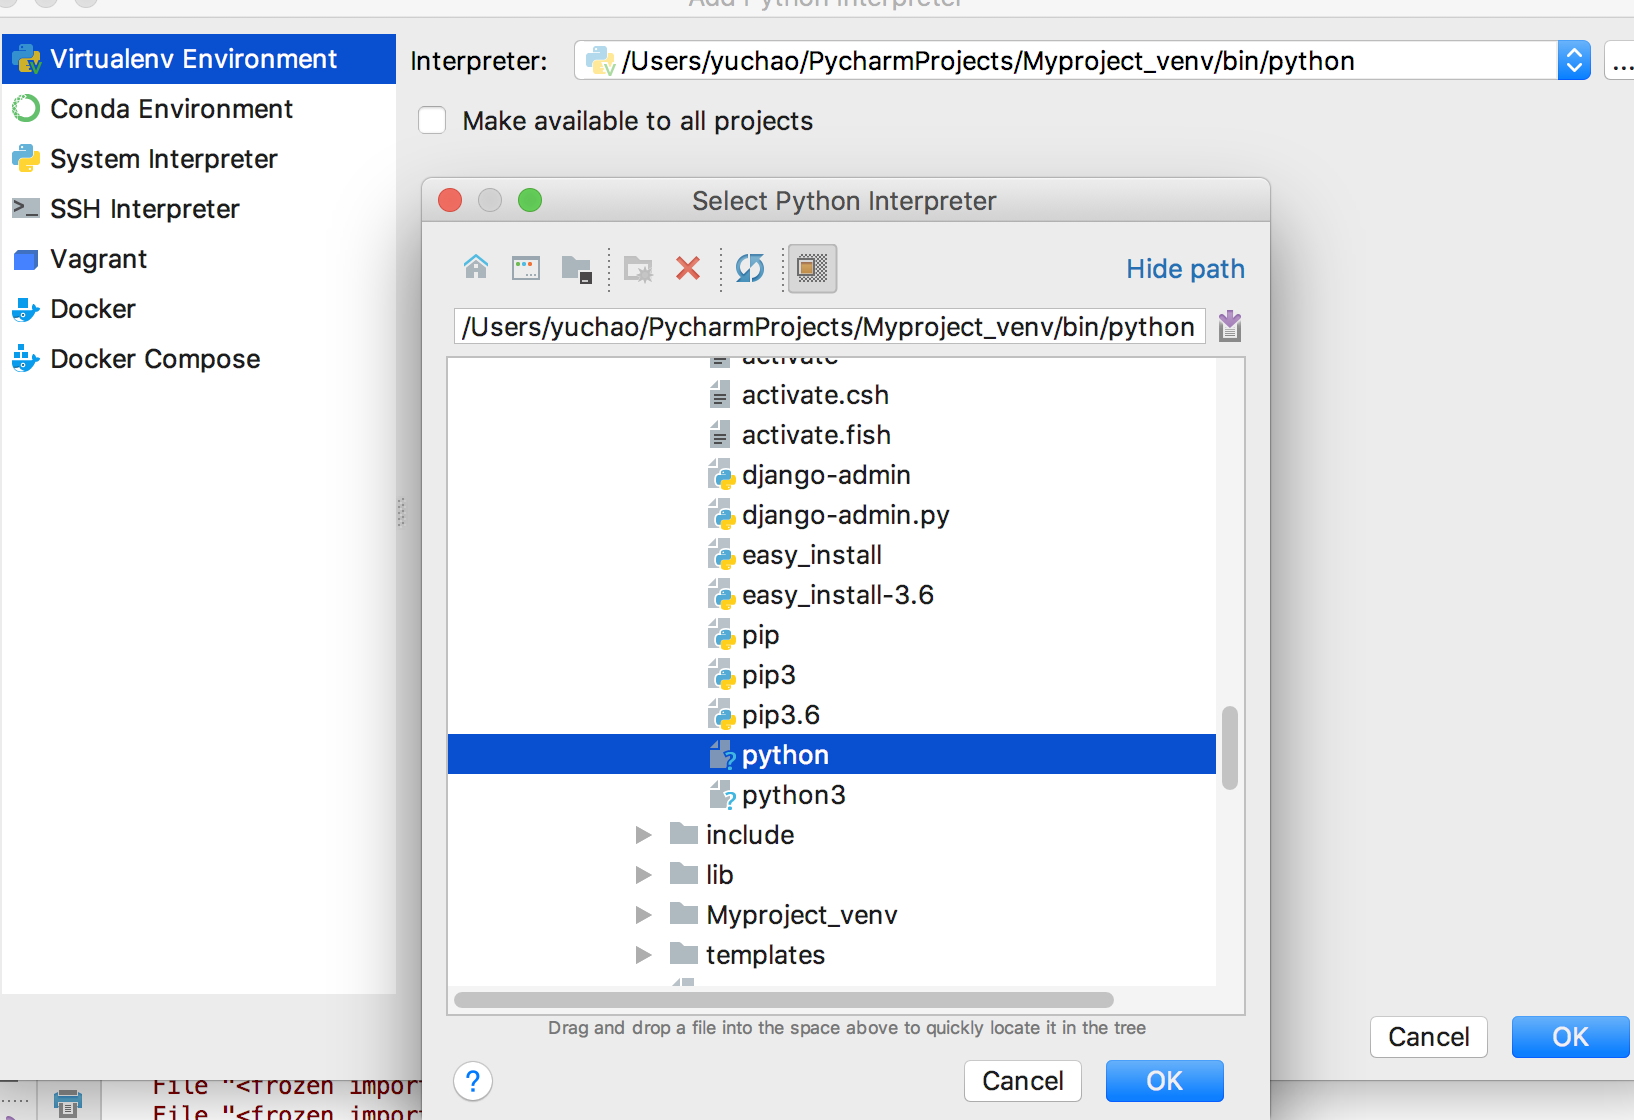 Add Python Interpreter
Virtualenv Environment
Conda Environment
System Interpreter
SSH Interpreter
Vagrant
Docker
Docker Compose
Interpreter: /Users/yuchao/PycharmProjects/Myproject_venv/bin/python ...
Make available to all projects
Select Python Interpreter
Hide path
/Users/yuchao/PycharmProjects/Myproject_venv/bin/python
activate
activate.csh
activate.fish
django-admin
django-admin.py
easy_install
easy_install-3.6
pip
pip3
pip3.6
python
python3
include
lib
Myproject_venv
templates
Drag and drop a file into the space above to quickly locate it in the tree
? Cancel OK
Cancel OK
File "<frozen impor
File "<frozen impor